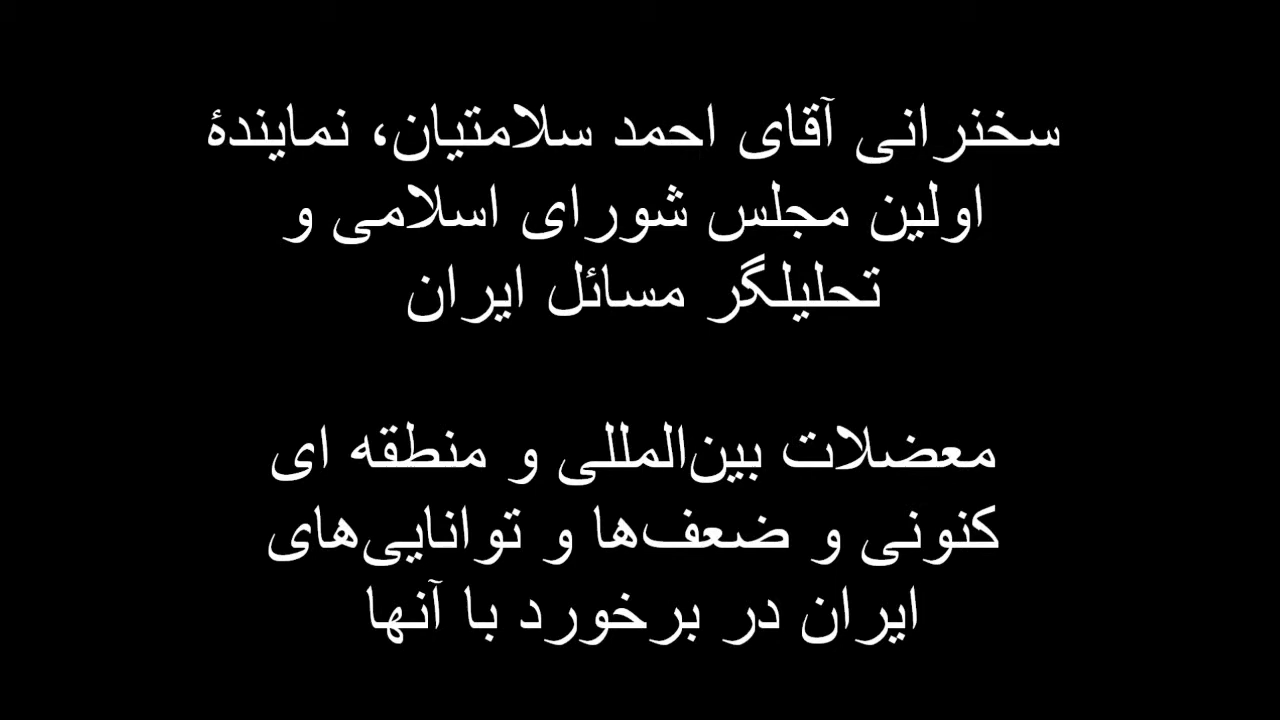 سخنرانی آقای احمد سلامتیان، نمایندهٔ
اولین مجلس شورای اسلامی و
تحلیلگر مسائل ایران
معضلات بین‌المللی و منطقه ای
کنونی و ضعف‌ها و توانایی‌های
ایران در برخورد با آنها